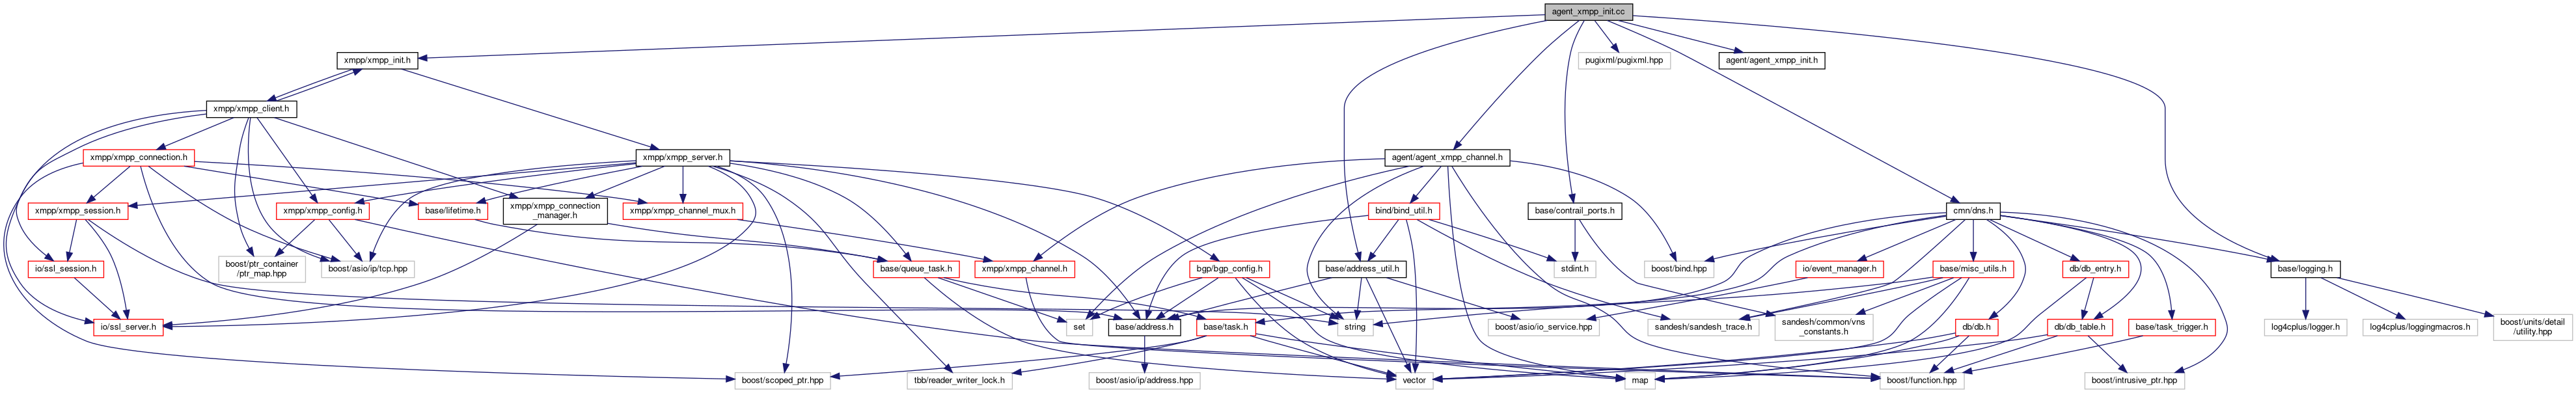 agent_xmpp_init.cc
xmpp/xmpp_init.h
pugixml/pugixml.hpp
agent/agent_xmpp_init.h
xmpp/xmpp_client.h
xmpp/xmpp_connection.h
xmpp/xmpp_server.h
agent/agent_xmpp_channel.h
xmpp/xmpp_session.h
xmpp/xmpp_config.h
base/lifetime.h
xmpp/xmpp_connection
_manager.h
xmpp/xmpp_channel_mux.h
bind/bind_util.h
base/contrail_ports.h
cmn/dns.h
io/ssl_session.h
boost/ptr_container
/ptr_map.hpp
boost/asio/ip/tcp.hpp
base/queue_task.h
xmpp/xmpp_channel.h
bgp/bgp_config.h
base/address_util.h
stdint.h
boost/bind.hpp
io/event_manager.h
base/misc_utils.h
db/db_entry.h
base/logging.h
io/ssl_server.h
set
base/address.h
base/task.h
string
boost/asio/io_service.hpp
sandesh/sandesh_trace.h
sandesh/common/vns
_constants.h
db/db.h
db/db_table.h
base/task_trigger.h
log4cplus/logger.h
log4cplus/loggingmacros.h
boost/units/detail
/utility.hpp
boost/scoped_ptr.hpp
tbb/reader_writer_lock.h
boost/asio/ip/address.hpp
vector
map
boost/function.hpp
boost/intrusive_ptr.hpp